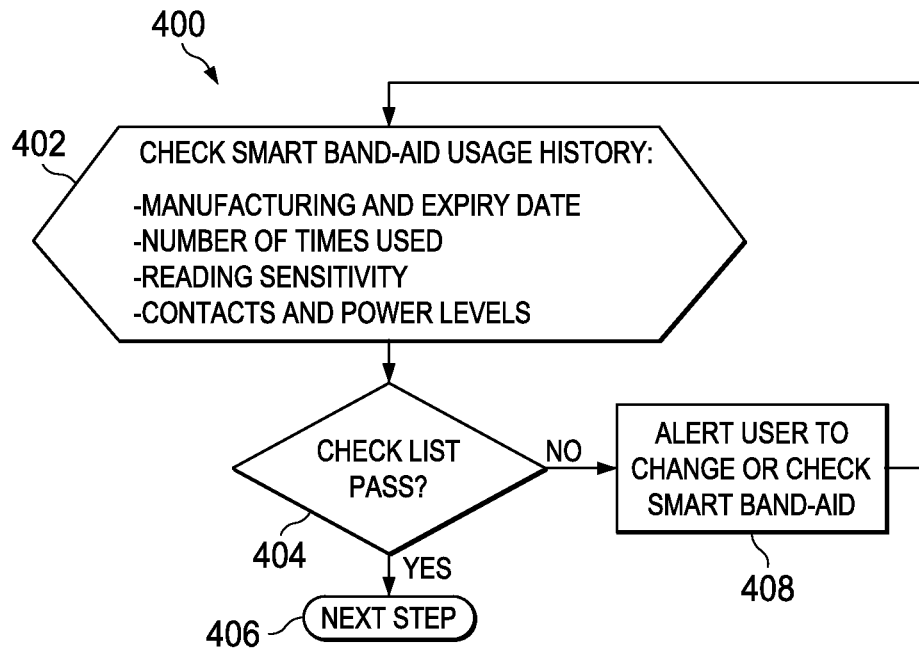 400
402
CHECK SMART BAND-AID USAGE HISTORY:
-MANUFACTURING AND EXPIRY DATE
-NUMBER OF TIMES USED
-READING SENSITIVITY
-CONTACTS AND POWER LEVELS
CHECK LIST
PASS?
404
NO
ALERT USER TO
CHANGE OR CHECK
SMART BAND-AID
408
YES
NEXT STEP
406